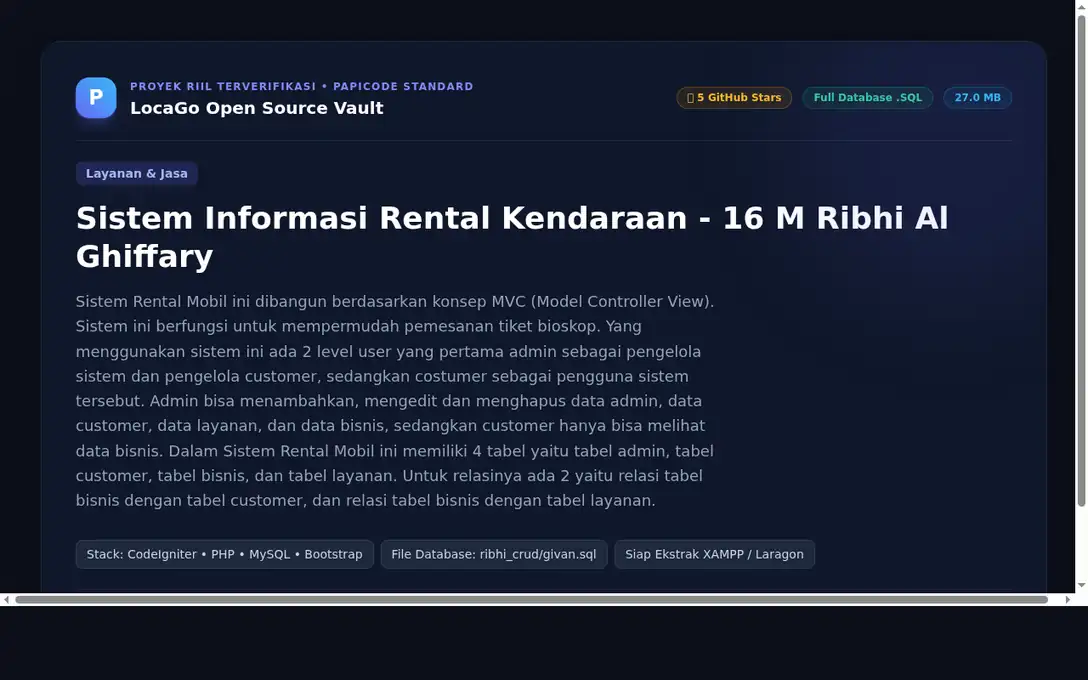 P
PROYEK RIIL TERVERIFIKASI • PAPICODE STANDARD
LocaGo Open Source Vault
5 GitHub Stars
Full Database .SQL
27.0 MB
Layanan & Jasa
Sistem Informasi Rental Kendaraan - 16 M Ribhi Al
Ghiffary
Sistem Rental Mobil ini dibangun berdasarkan konsep MVC (Model Controller View).
Sistem ini berfungsi untuk mempermudah pemesanan tiket bioskop. Yang
menggunakan sistem ini ada 2 level user yang pertama admin sebagai pengelola
sistem dan pengelola customer, sedangkan costumer sebagai pengguna sistem
tersebut. Admin bisa menambahkan, mengedit dan menghapus data admin, data
customer, data layanan, dan data bisnis, sedangkan customer hanya bisa melihat
data bisnis. Dalam Sistem Rental Mobil ini memiliki 4 tabel yaitu tabel admin, tabel
customer, tabel bisnis, dan tabel layanan. Untuk relasinya ada 2 yaitu relasi tabel
bisnis dengan tabel customer, dan relasi tabel bisnis dengan tabel layanan.
Stack: CodeIgniter • PHP • MySQL • Bootstrap
File Database: ribhi_crud/givan.sql
Siap Ekstrak XAMPP / Laragon